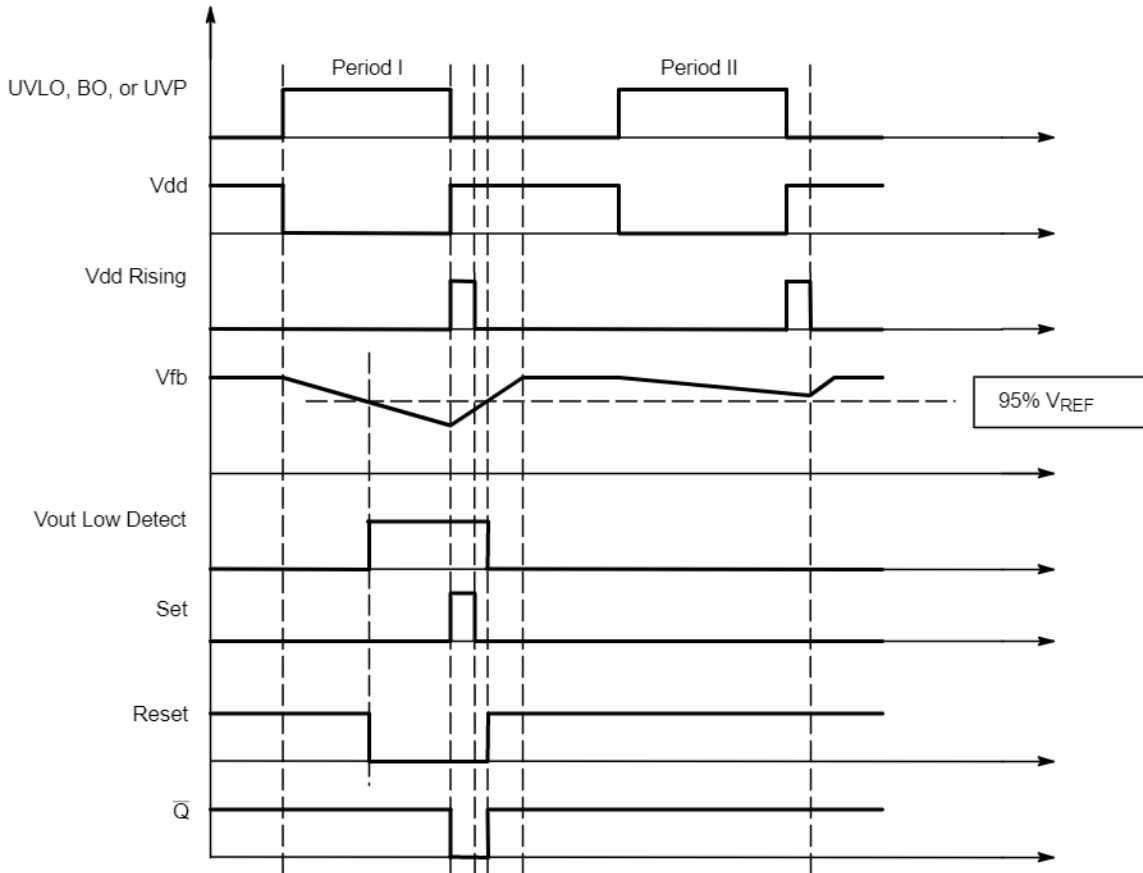 Period I
Period II
UVLO, BO, or UVP
Vdd
Vdd Rising
Vfb
95% VREF
Vout Low Detect
Set
Reset
Q̅